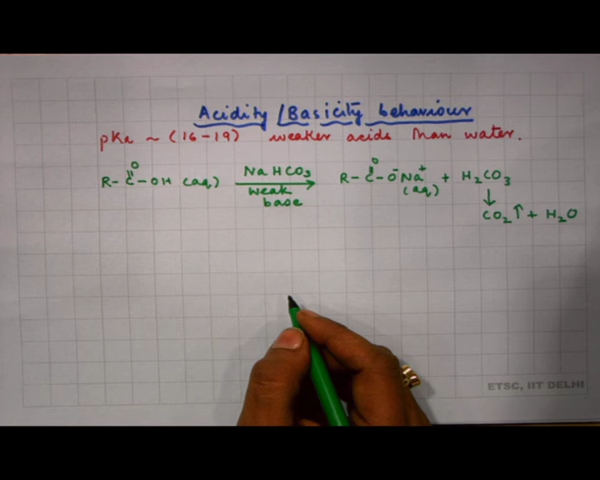 Acidity / Basicity behaviour
pKa ~ (16-19) weaker acids than water.
O O
R-C-OH (aq) NaHCO3 R-C-O⁻Na⁺ + H2CO3
weak base (aq) ↓
CO2↑ + H2O
ETSC, IIT DELHI